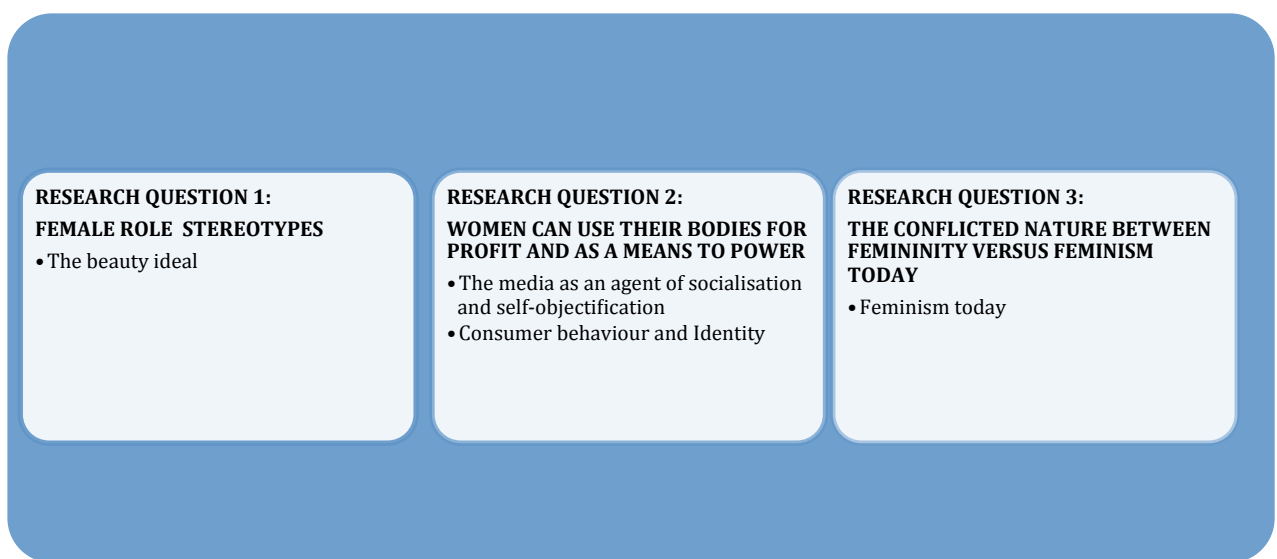 RESEARCH QUESTION 1:
FEMALE ROLE  STEREOTYPES
• The beauty ideal
RESEARCH QUESTION 2:
WOMEN CAN USE THEIR BODIES FOR
PROFIT AND AS A MEANS TO POWER
• The media as an agent of socialisation
and self-objectification
• Consumer behaviour and Identity
RESEARCH QUESTION 3:
THE CONFLICTED NATURE BETWEEN
FEMININITY VERSUS FEMINISM
TODAY
• Feminism today